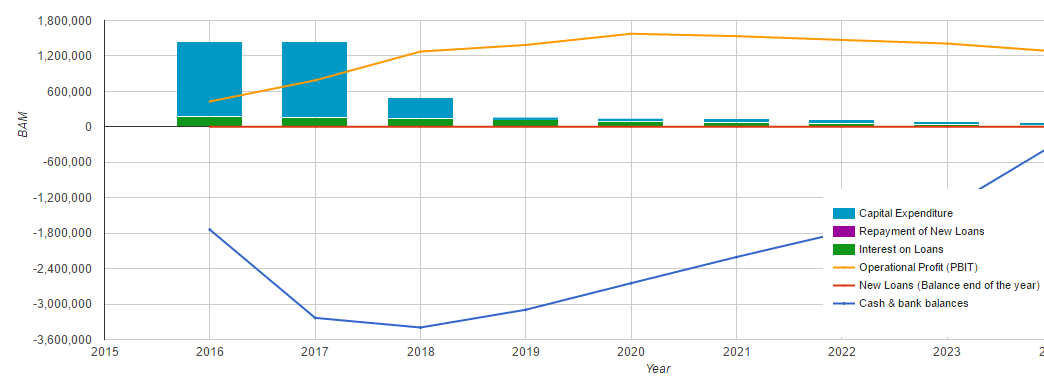 1,800,000
1,200,000
600,000
0
-600,000
-1,200,000
-1,800,000
-2,400,000
-3,000,000
-3,600,000
BAM
2015 2016 2017 2018 2019 2020 2021 2022 2023 2
Year
Capital Expenditure
Repayment of New Loans
Interest on Loans
Operational Profit (PBIT)
New Loans (Balance end of the year)
Cash & bank balances